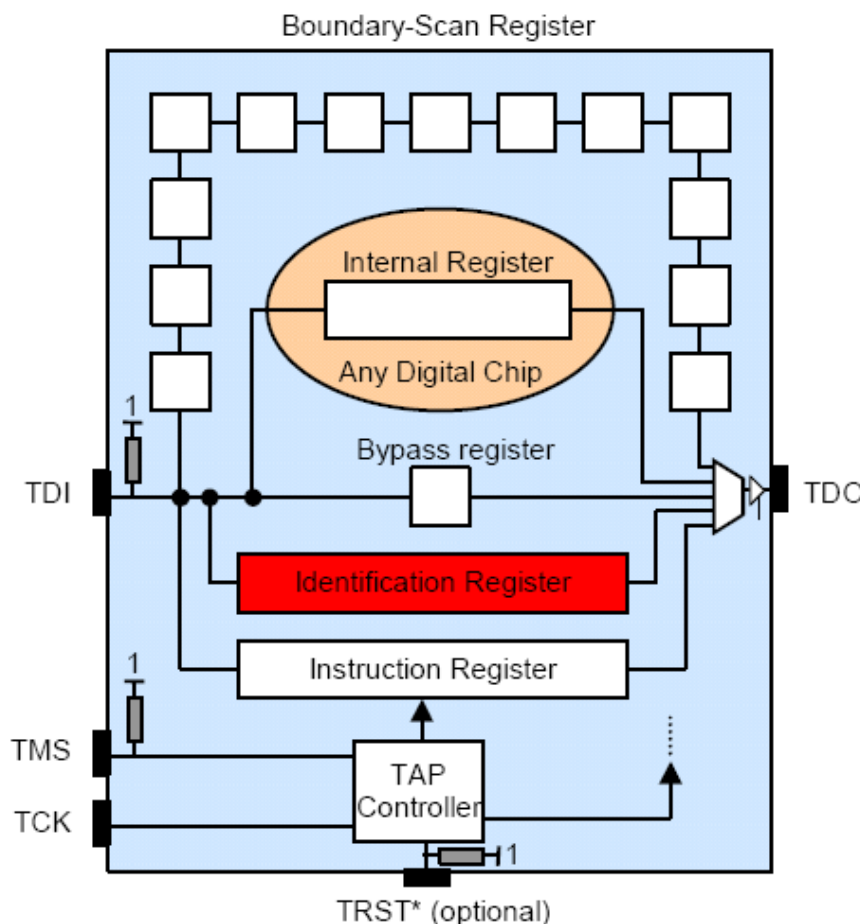 Boundary-Scan Register
Internal Register
Any Digital Chip
1
Bypass register
TDI
TDO
Identification Register
1
Instruction Register
TMS
TAP
Controller
TCK
1
TRST* (optional)